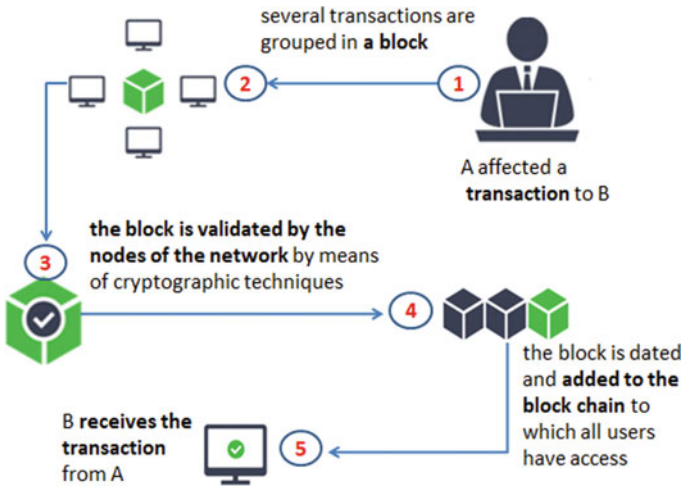 several transactions are
grouped in a block
2
1
A affected a
transaction to B
the block is validated by the
nodes of the network by means
of cryptographic techniques
3
4
the block is dated
and added to the
block chain to
which all users
have access
B receives the
transaction
from A
5